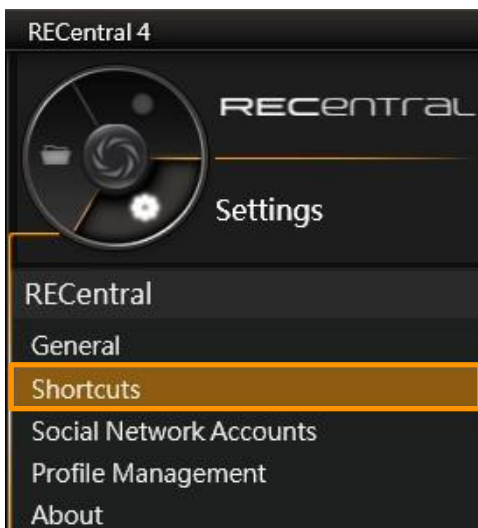 RECentral 4
RECentral
Settings
RECentral
General
Shortcuts
Social Network Accounts
Profile Management
About